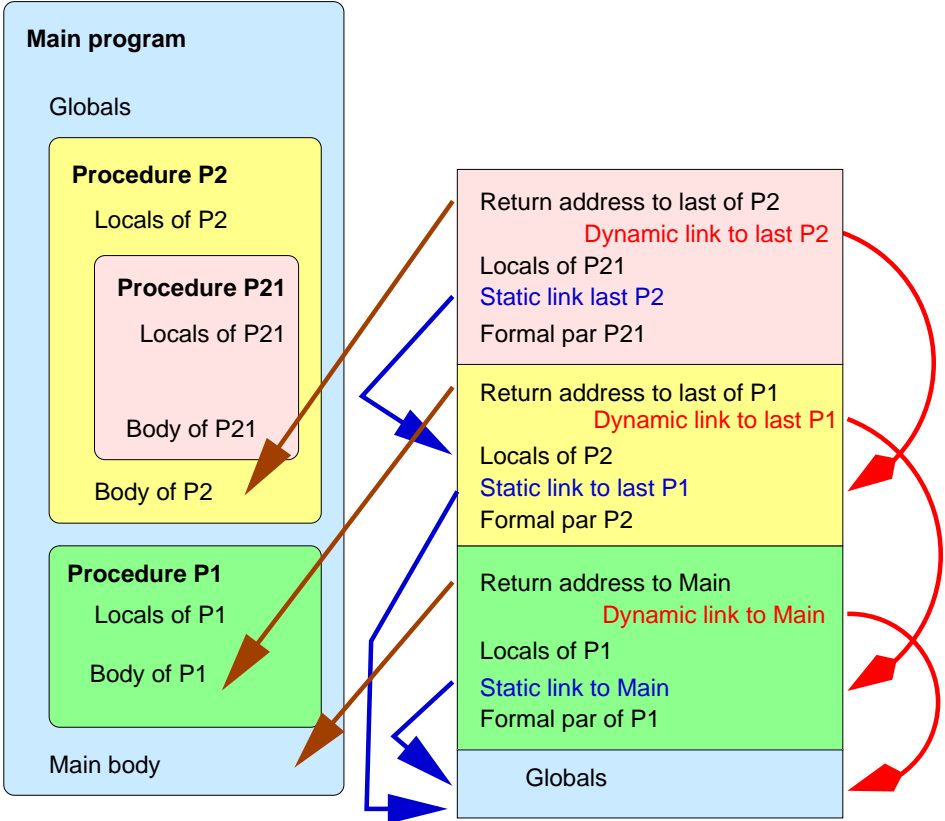 Main program
Globals
Procedure P2
Locals of P2
Procedure P21
Locals of P21
Body of P21
Body of P2
Procedure P1
Locals of P1
Body of P1
Main body
Return address to last of P2
Dynamic link to last P2
Locals of P21
Static link last P2
Formal par P21
Return address to last of P1
Dynamic link to last P1
Locals of P2
Static link to last P1
Formal par P2
Return address to Main
Dynamic link to Main
Locals of P1
Static link to Main
Formal par of P1
Globals